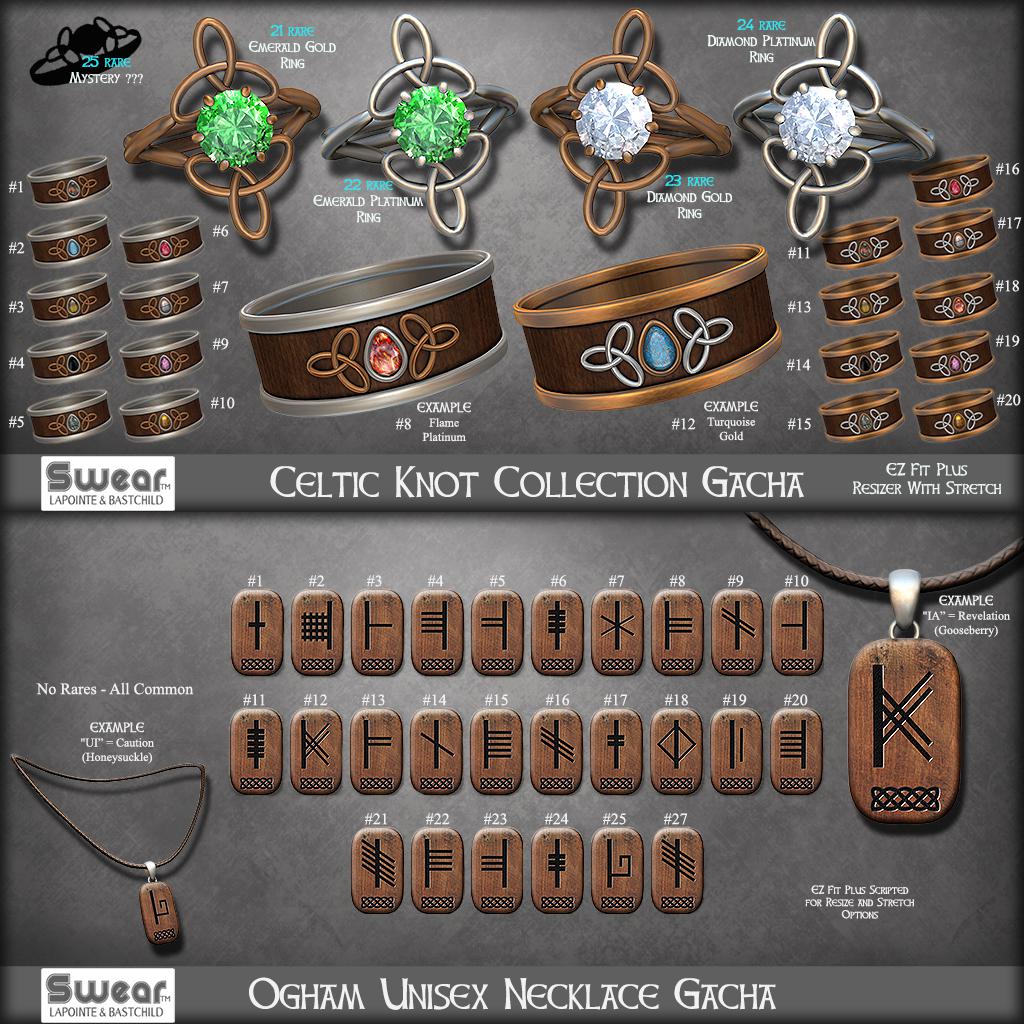 25 RARE
MYSTERY ???
21 RARE
EMERALD GOLD
RING
22 RARE
EMERALD PLATINUM
RING
23 RARE
DIAMOND GOLD
RING
24 RARE
DIAMOND PLATINUM
RING
#1
#2
#3
#4
#5
#6
#7
#9
#10
EXAMPLE
#8 Flame
Platinum
EXAMPLE
#12 Turquoise
Gold
#11
#13
#14
#15
#16
#17
#18
#19
#20
Swear™
LAPOINTE & BASTCHILD
CELTIC KNOT COLLECTION GACHA
EZ FIT PLUS
RESIZER WITH STRETCH
#1 #2 #3 #4 #5 #6 #7 #8 #9 #10
#11 #12 #13 #14 #15 #16 #17 #18 #19 #20
#21 #22 #23 #24 #25 #27
No Rares - All Common
EXAMPLE
"UI" = Caution
(Honeysuckle)
EXAMPLE
"IA" = Revelation
(Gooseberry)
EZ FIT PLUS SCRIPTED
FOR RESIZE AND STRETCH
OPTIONS
Swear™
LAPOINTE & BASTCHILD
OGHAM UNISEX NECKLACE GACHA